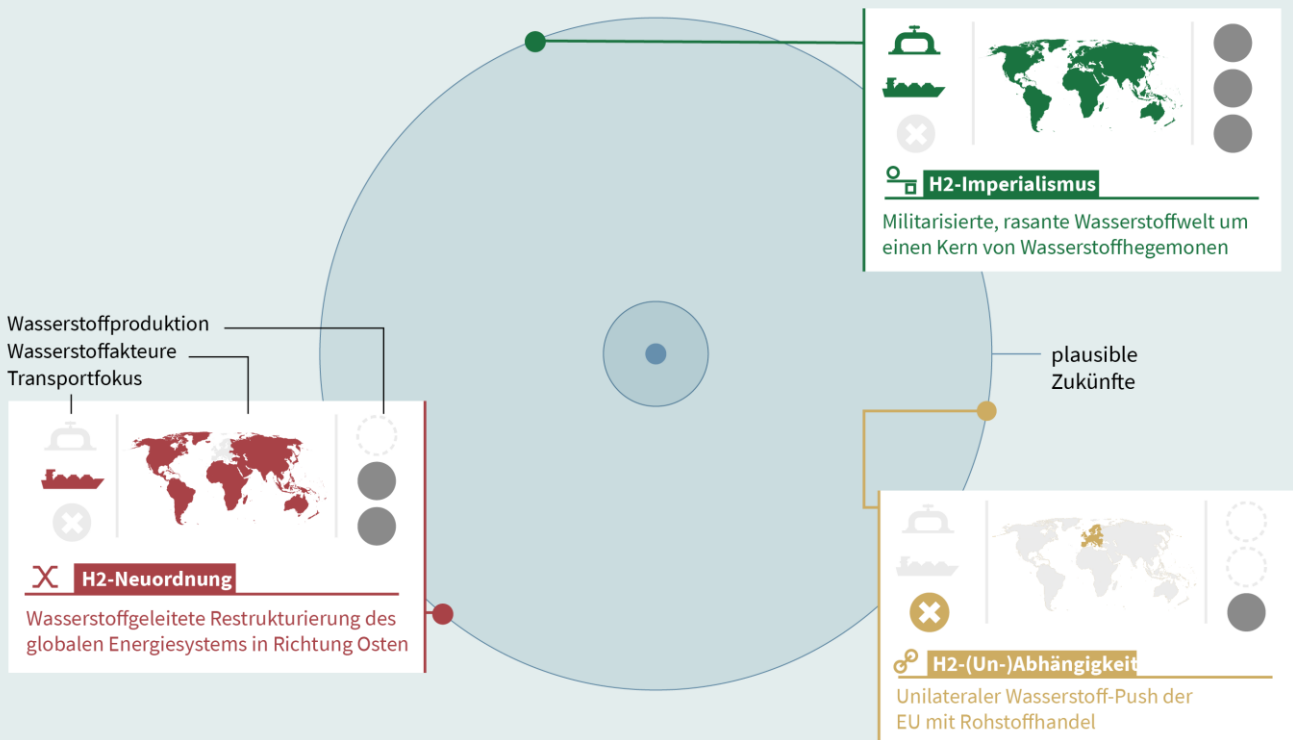 H2-Imperialismus
Militarisierte, rasante Wasserstoffwelt um
einen Kern von Wasserstoffhegemonen
Wasserstoffproduktion
Wasserstoffakteure
Transportfokus
plausible
Zukünfte
H2-Neuordnung
Wasserstoffgeleitete Restrukturierung des
globalen Energiesystems in Richtung Osten
H2-(Un-)Abhängigkeit
Unilateraler Wasserstoff-Push der
EU mit Rohstoffhandel